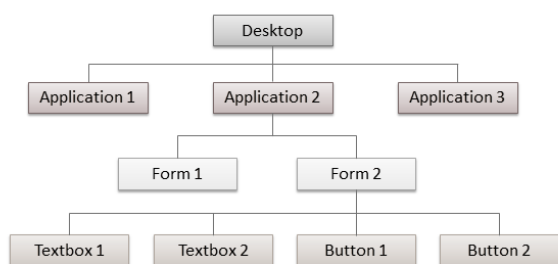 Desktop
Application 1
Application 2
Application 3
Form 1
Form 2
Textbox 1
Textbox 2
Button 1
Button 2